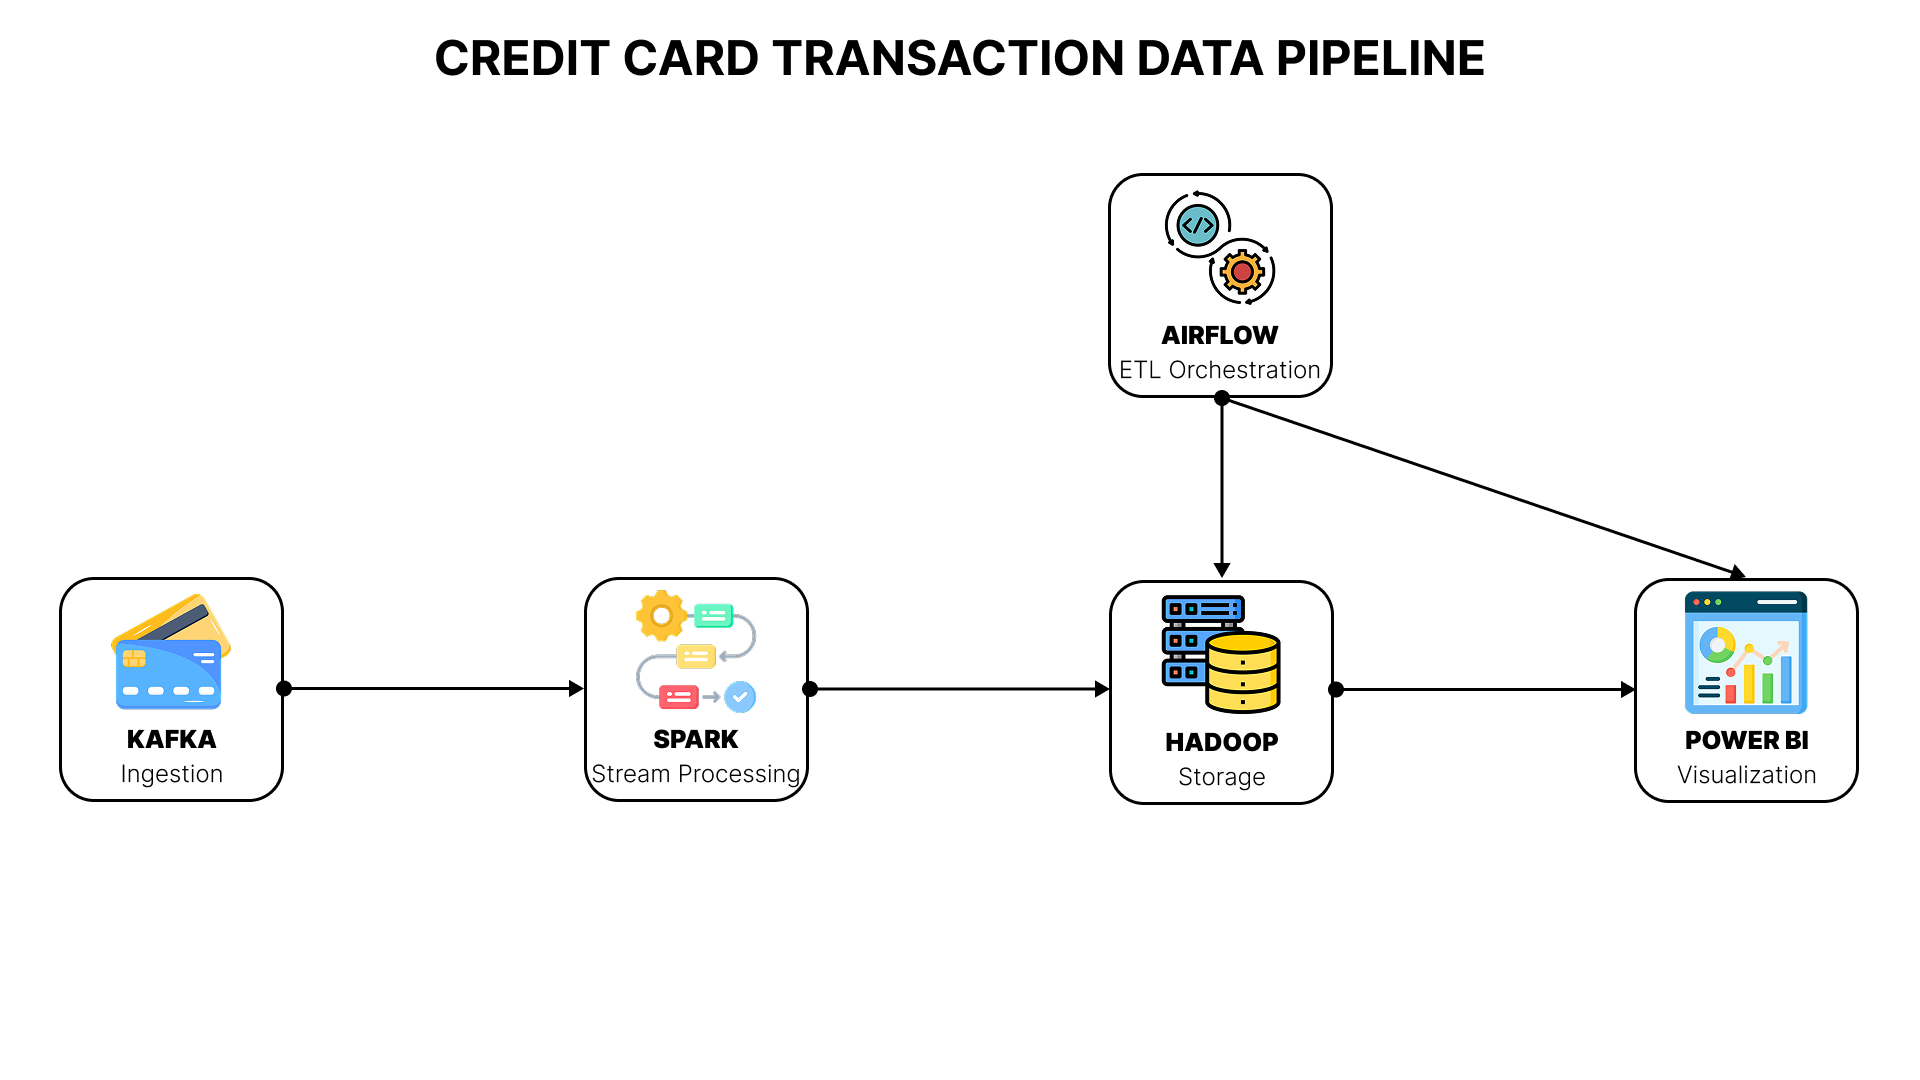 CREDIT CARD TRANSACTION DATA PIPELINE
AIRFLOW
ETL Orchestration
KAFKA
Ingestion
SPARK
Stream Processing
HADOOP
Storage
POWER BI
Visualization